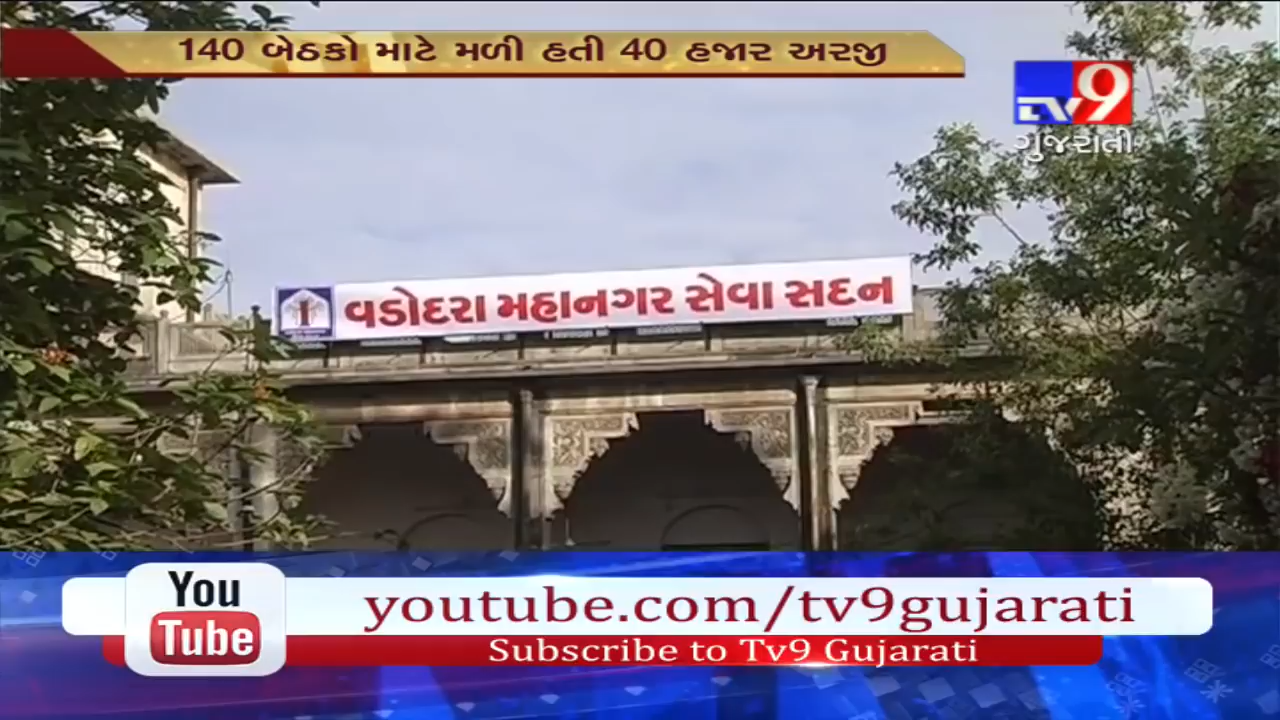 140 બેઠકો માટે મળી હતી 40 હજાર અરજી
TV9
ગુજરાતી
વડોદરા મહાનગર સેવા સદન
You
Tube
youtube.com/tv9gujarati
Subscribe to Tv9 Gujarati